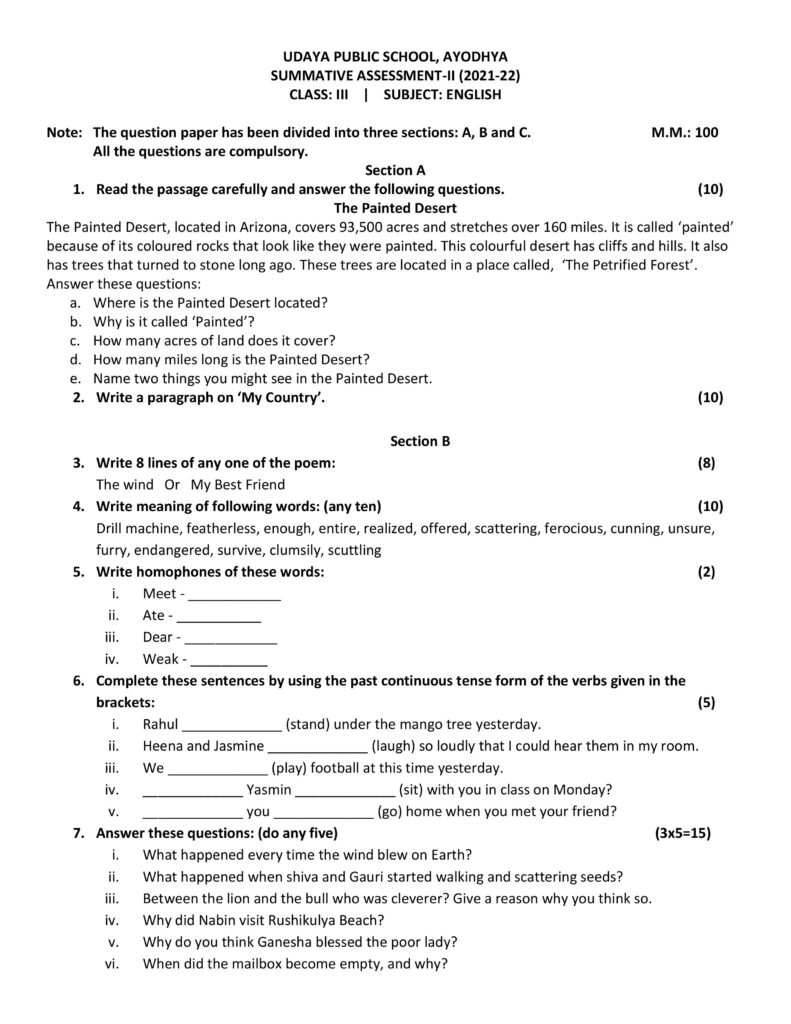 UDAYA PUBLIC SCHOOL, AYODHYA
SUMMATIVE ASSESSMENT-II (2021-22)
CLASS: III | SUBJECT: ENGLISH
Note: The question paper has been divided into three sections: A, B and C. M.M.: 100
All the questions are compulsory.
Section A
1. Read the passage carefully and answer the following questions. (10)
The Painted Desert
The Painted Desert, located in Arizona, covers 93,500 acres and stretches over 160 miles. It is called ‘painted’
because of its coloured rocks that look like they were painted. This colourful desert has cliffs and hills. It also
has trees that turned to stone long ago. These trees are located in a place called, ‘The Petrified Forest’.
Answer these questions:
a. Where is the Painted Desert located?
b. Why is it called ‘Painted’?
c. How many acres of land does it cover?
d. How many miles long is the Painted Desert?
e. Name two things you might see in the Painted Desert.
2. Write a paragraph on ‘My Country’. (10)
Section B
3. Write 8 lines of any one of the poem: (8)
The wind Or My Best Friend
4. Write meaning of following words: (any ten) (10)
Drill machine, featherless, enough, entire, realized, offered, scattering, ferocious, cunning, unsure,
furry, endangered, survive, clumsily, scuttling
5. Write homophones of these words: (2)
i. Meet - ____________
ii. Ate - ___________
iii. Dear - ____________
iv. Weak - __________
6. Complete these sentences by using the past continuous tense form of the verbs given in the
brackets: (5)
i. Rahul _____________ (stand) under the mango tree yesterday.
ii. Heena and Jasmine _____________ (laugh) so loudly that I could hear them in my room.
iii. We _____________ (play) football at this time yesterday.
iv. _____________ Yasmin _____________ (sit) with you in class on Monday?
v. _____________ you _____________ (go) home when you met your friend?
7. Answer these questions: (do any five) (3x5=15)
i. What happened every time the wind blew on Earth?
ii. What happened when shiva and Gauri started walking and scattering seeds?
iii. Between the lion and the bull who was cleverer? Give a reason why you think so.
iv. Why did Nabin visit Rushikulya Beach?
v. Why do you think Ganesha blessed the poor lady?
vi. When did the mailbox become empty, and why?